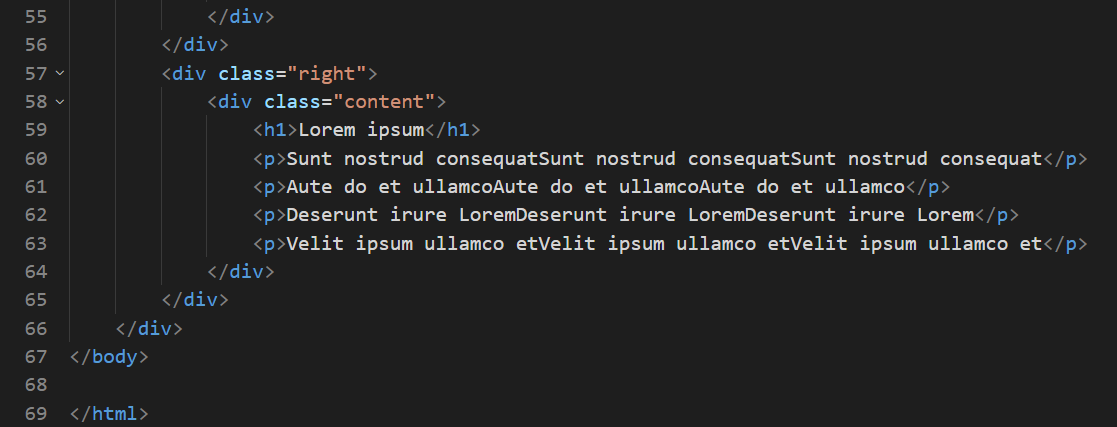 55 </div>
56 </div>
57 <div class="right">
58 <div class="content">
59 <h1>Lorem ipsum</h1>
60 <p>Sunt nostrud consequatSunt nostrud consequatSunt nostrud consequat</p>
61 <p>Aute do et ullamcoAute do et ullamcoAute do et ullamco</p>
62 <p>Deserunt irure LoremDeserunt irure LoremDeserunt irure Lorem</p>
63 <p>Velit ipsum ullamco etVelit ipsum ullamco etVelit ipsum ullamco et</p>
64 </div>
65 </div>
66 </div>
67 </body>
68
69 </html>